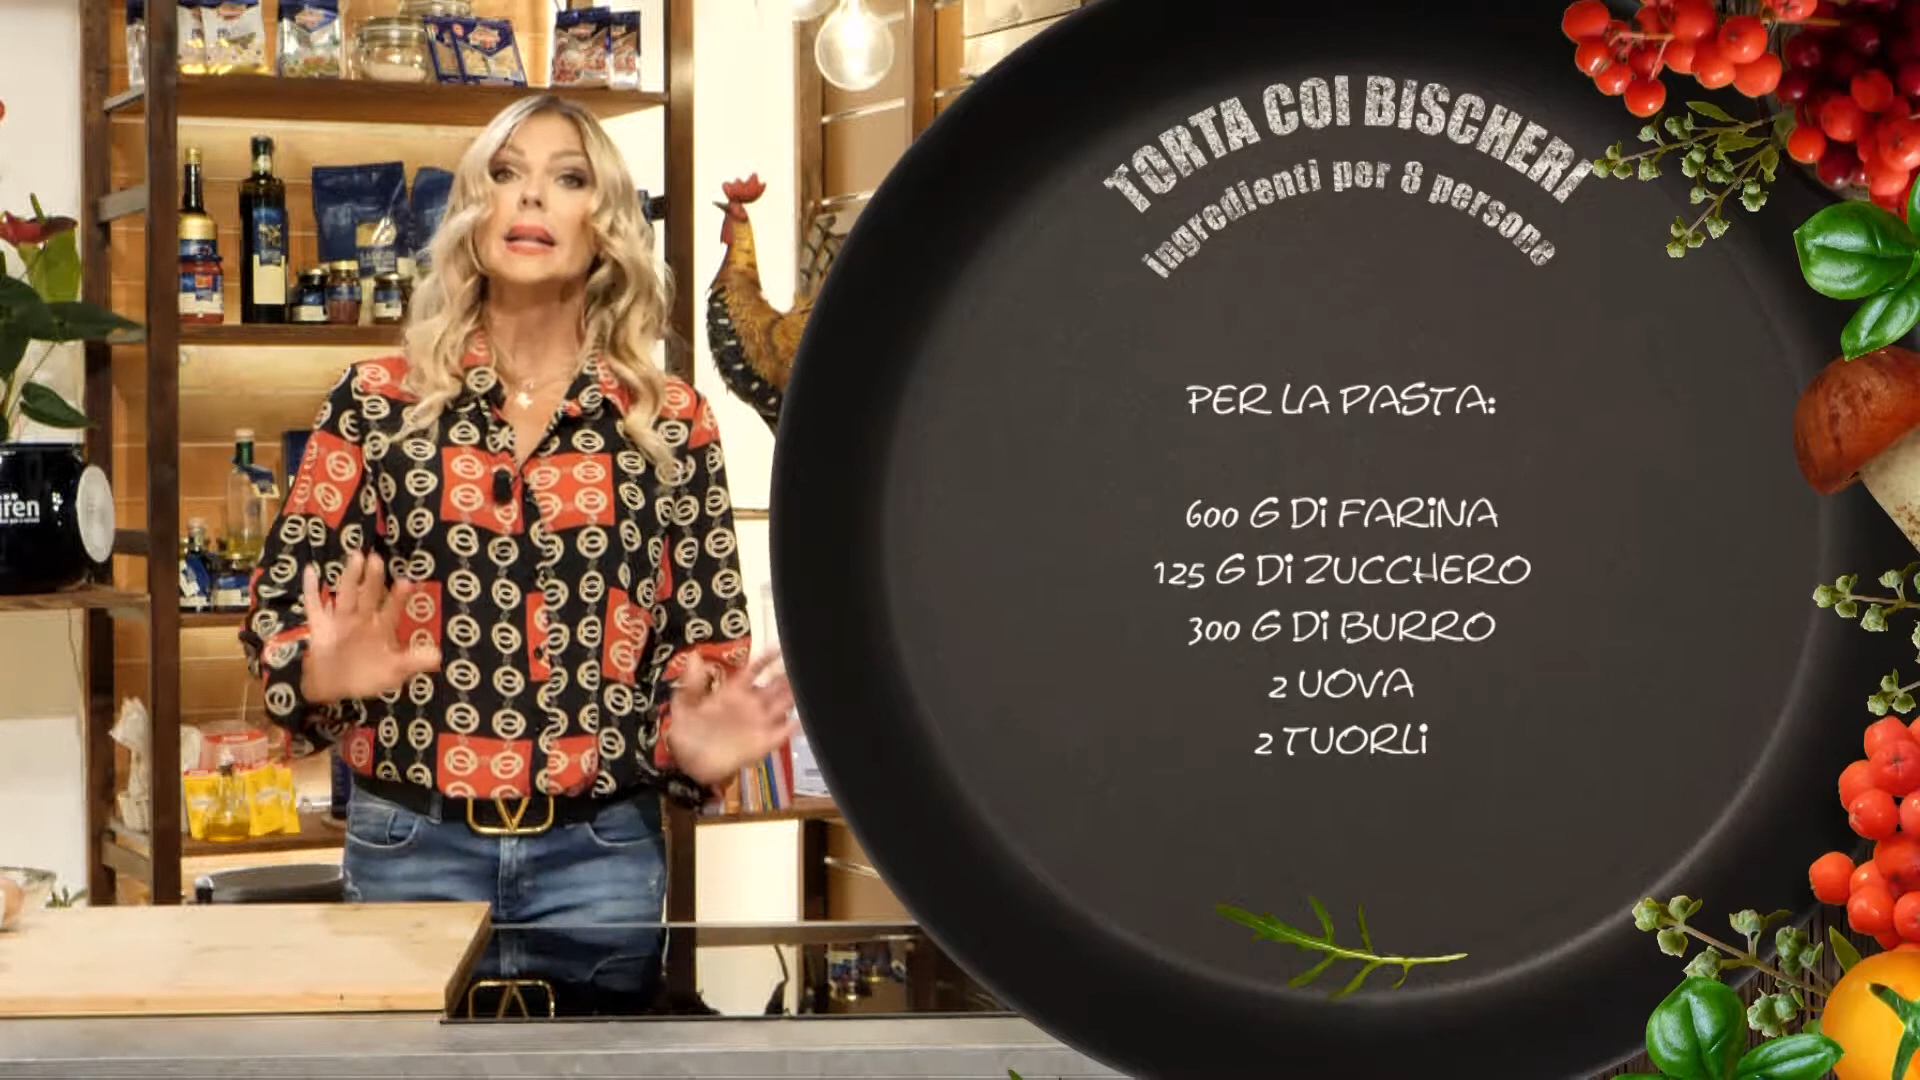 TORTA COI BISCHERI
ingredienti per 8 persone
PER LA PASTA:
600 G DI FARINA
125 G DI ZUCCHERO
300 G DI BURRO
2 UOVA
2 TUORLI